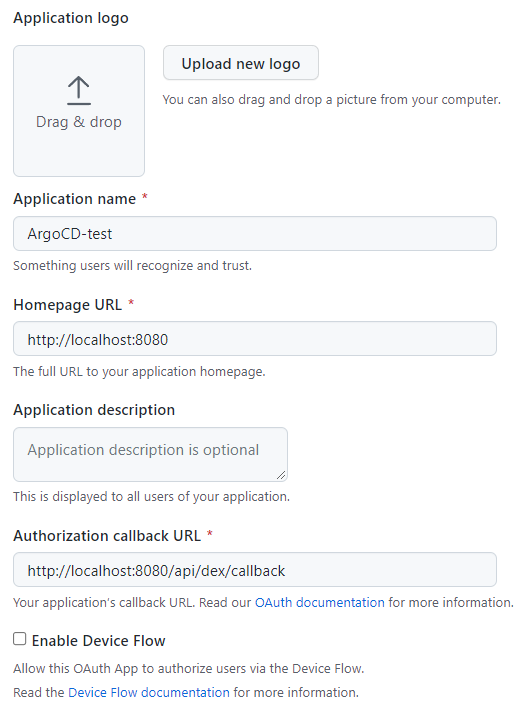 Application logo
Upload new logo
You can also drag and drop a picture from your computer.
Drag & drop
Application name *
ArgoCD-test
Something users will recognize and trust.
Homepage URL *
http://localhost:8080
The full URL to your application homepage.
Application description
Application description is optional
This is displayed to all users of your application.
Authorization callback URL *
http://localhost:8080/api/dex/callback
Your application's callback URL. Read our OAuth documentation for more information.
Enable Device Flow
Allow this OAuth App to authorize users via the Device Flow.
Read the Device Flow documentation for more information.